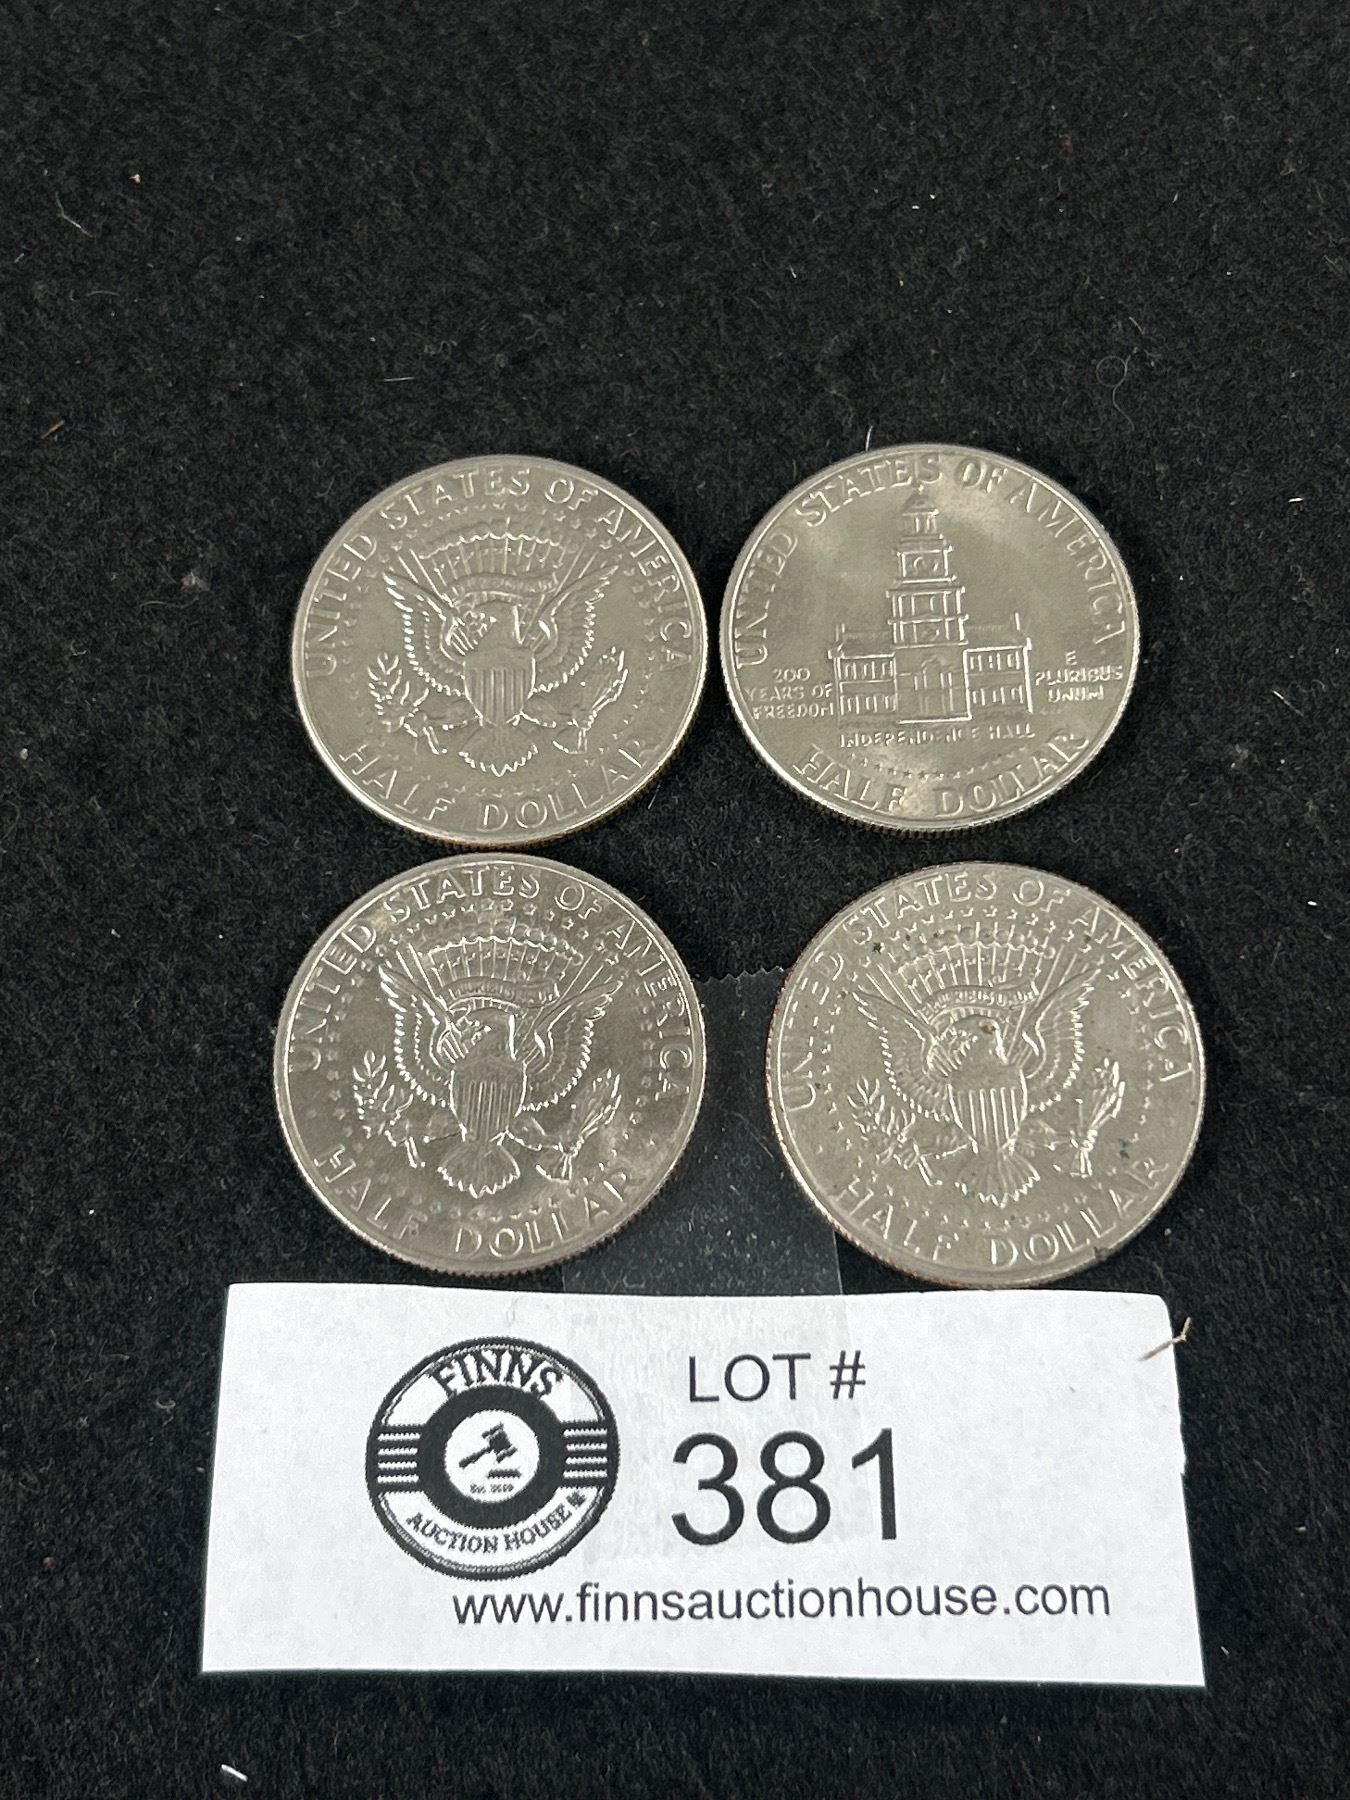 UNITED STATES OF AMERICA
HALF DOLLAR
UNITED STATES OF AMERICA
200
YEARS OF
FREEDOM
E
PLURIBUS
UNUM
INDEPENDENCE HALL
HALF DOLLAR
UNITED STATES OF AMERICA
HALF DOLLAR
UNITED STATES OF AMERICA
HALF DOLLAR
FINNS
AUCTION HOUSE
LOT #
381
www.finnsauctionhouse.com